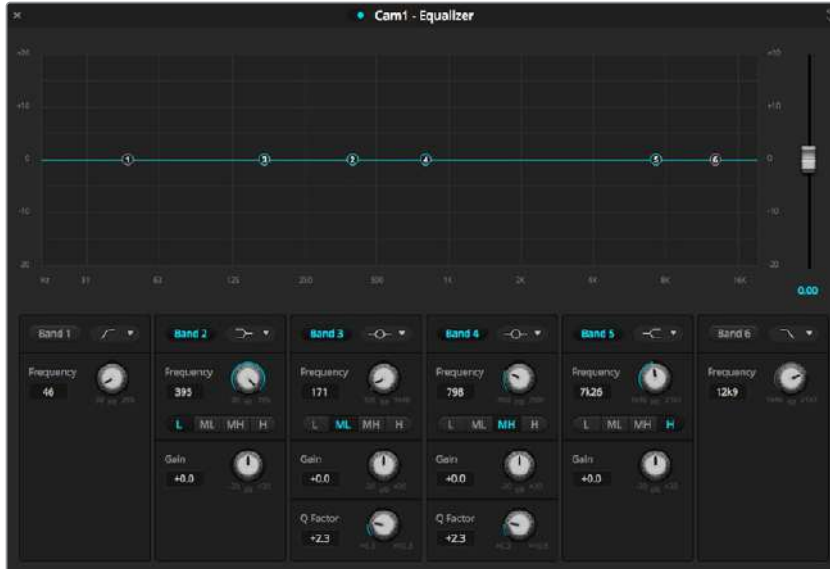 Cam1 - Equalizer
+10 +10
0 0
-10 -10
-20 -20
Hz 31 63 125 250 500 1K 2K 4K 8K 16K
0.00
Band 1 Band 2 Band 3 Band 4 Band 5 Band 6
Frequency Frequency Frequency Frequency Frequency Frequency
46 395 171 798 7k26 12k9
L ML MH H L ML MH H L ML MH H L ML MH H
Gain Gain Gain Gain
+0.0 +0.0 +0.0 +0.0
Q Factor Q Factor
+2.3 +2.3